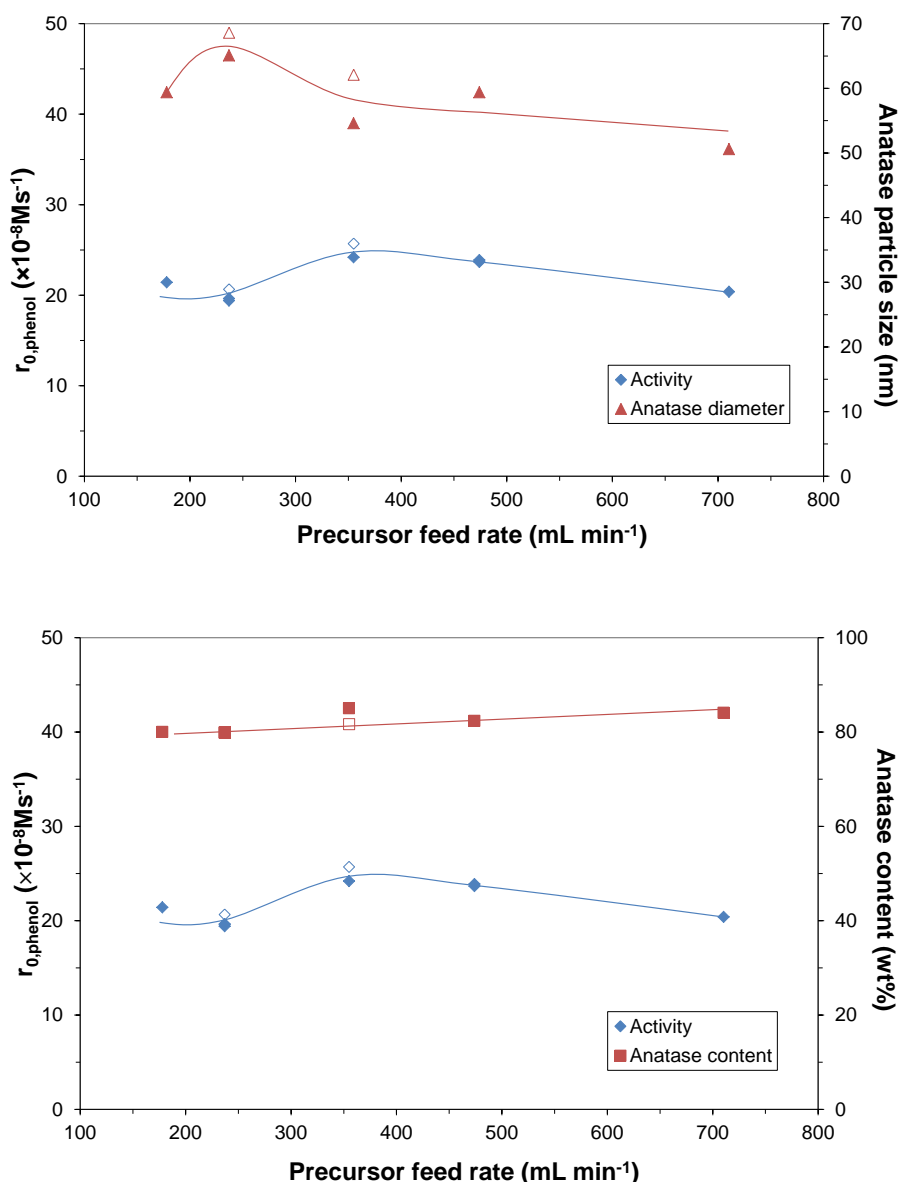 50
40
30
20
10
0
r0,phenol (×10-8Ms-1)
70
60
50
40
30
20
10
0
Anatase particle size (nm)
Activity
Anatase diameter
100 200 300 400 500 600 700 800
Precursor feed rate (mL min-1)
50
40
30
20
10
0
r0,phenol (×10-8Ms-1)
100
80
60
40
20
0
Anatase content (wt%)
Activity
Anatase content
100 200 300 400 500 600 700 800
Precursor feed rate (mL min-1)